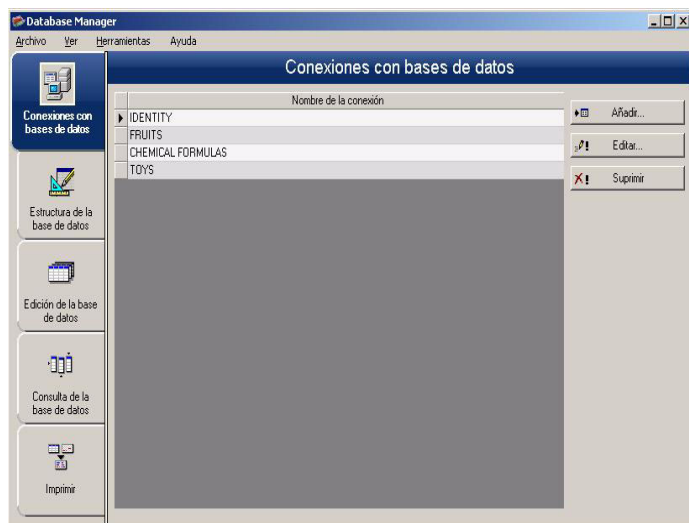 Database Manager
Archivo Ver Herramientas Ayuda
Conexiones con bases de datos
Conexiones con
bases de datos
Estructura de la
base de datos
Edición de la base
de datos
Consulta de la
base de datos
Imprimir
Nombre de la conexión
IDENTITY
FRUITS
CHEMICAL FORMULAS
TOYS
Añadir...
Editar...
Suprimir